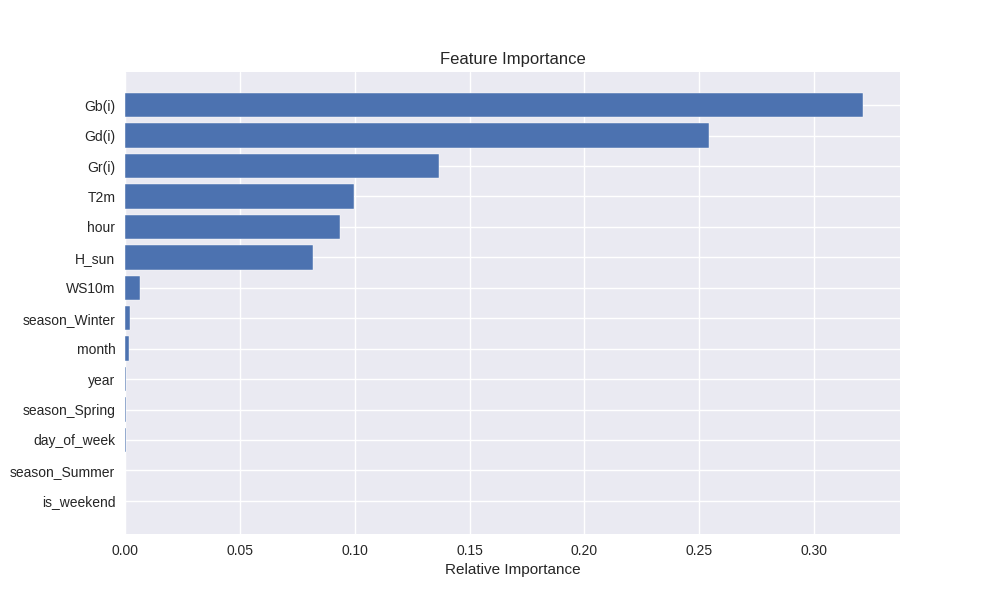 Feature Importance
Gb(i)
Gd(i)
Gr(i)
T2m
hour
H_sun
WS10m
season_Winter
month
year
season_Spring
day_of_week
season_Summer
is_weekend
0.00 0.05 0.10 0.15 0.20 0.25 0.30
Relative Importance